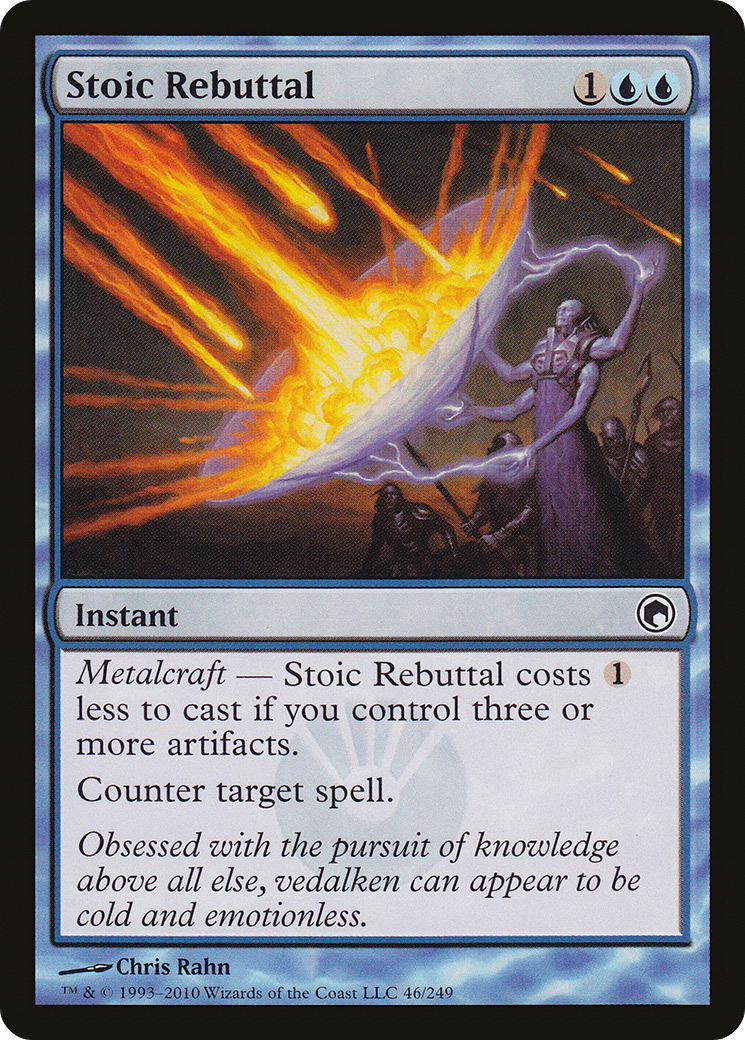 Stoic Rebuttal 1
Instant
Metalcraft — Stoic Rebuttal costs 1
less to cast if you control three or
more artifacts.
Counter target spell.
Obsessed with the pursuit of knowledge
above all else, vedalken can appear to be
cold and emotionless.
Chris Rahn
™ & © 1993–2010 Wizards of the Coast LLC 46/249